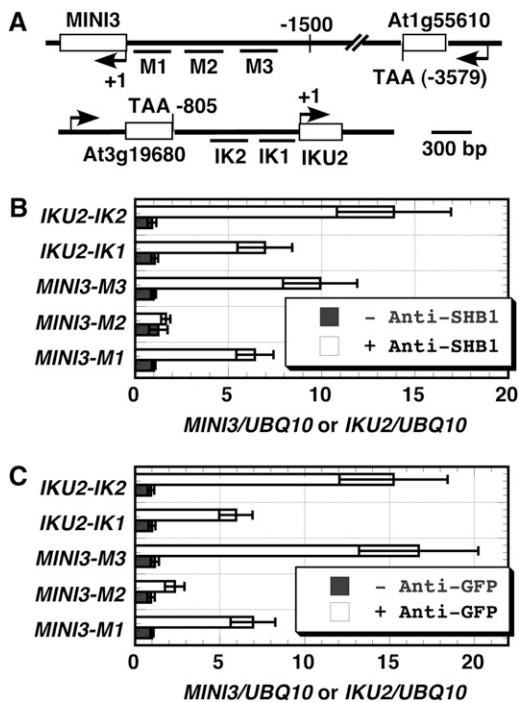 A
MINI3
-1500
At1g55610
+1
M1
M2
M3
TAA (-3579)
TAA -805
+1
At3g19680
IK2
IK1
IKU2
300 bp
B
IKU2-IK2
IKU2-IK1
MINI3-M3
MINI3-M2
MINI3-M1
- Anti-SHB1
+ Anti-SHB1
0 5 10 15 20
MINI3/UBQ10 or IKU2/UBQ10
C
IKU2-IK2
IKU2-IK1
MINI3-M3
MINI3-M2
MINI3-M1
- Anti-GFP
+ Anti-GFP
0 5 10 15 20
MINI3/UBQ10 or IKU2/UBQ10